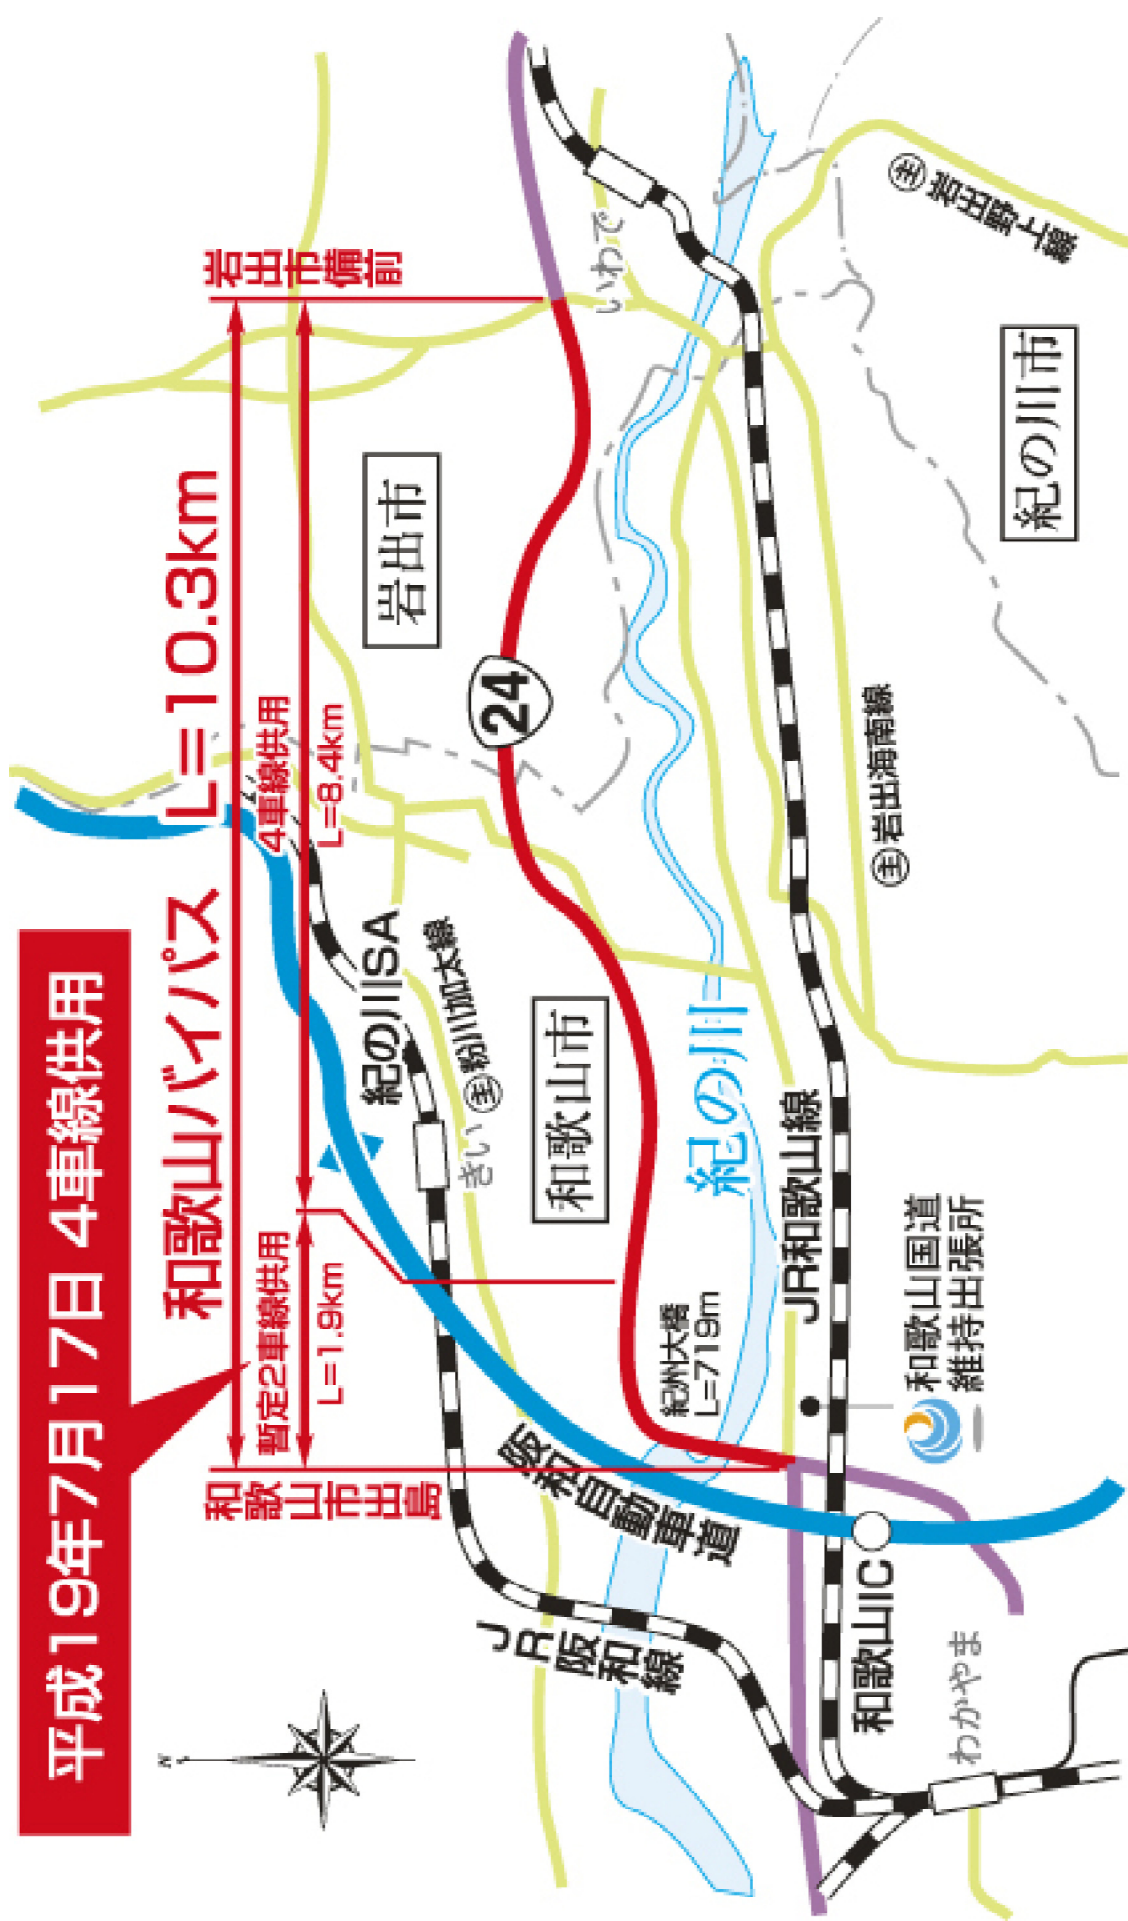 平成19年7月17日 4車線供用
和歌山バイパス L=10.3km
和歌山市出島
岩出市備前
暫定2車線供用
L=1.9km
4車線供用
L=8.4km
紀の川SA
岩出市
きい
主粉川加太線
24
和歌山市
いわで
阪和自動車道
JR阪和線
紀州大橋
L=719m
紀の川
JR和歌山線
主岩出海南線
主岩出野上線
紀の川市
和歌山IC
和歌山国道
維持出張所
わかやま
N